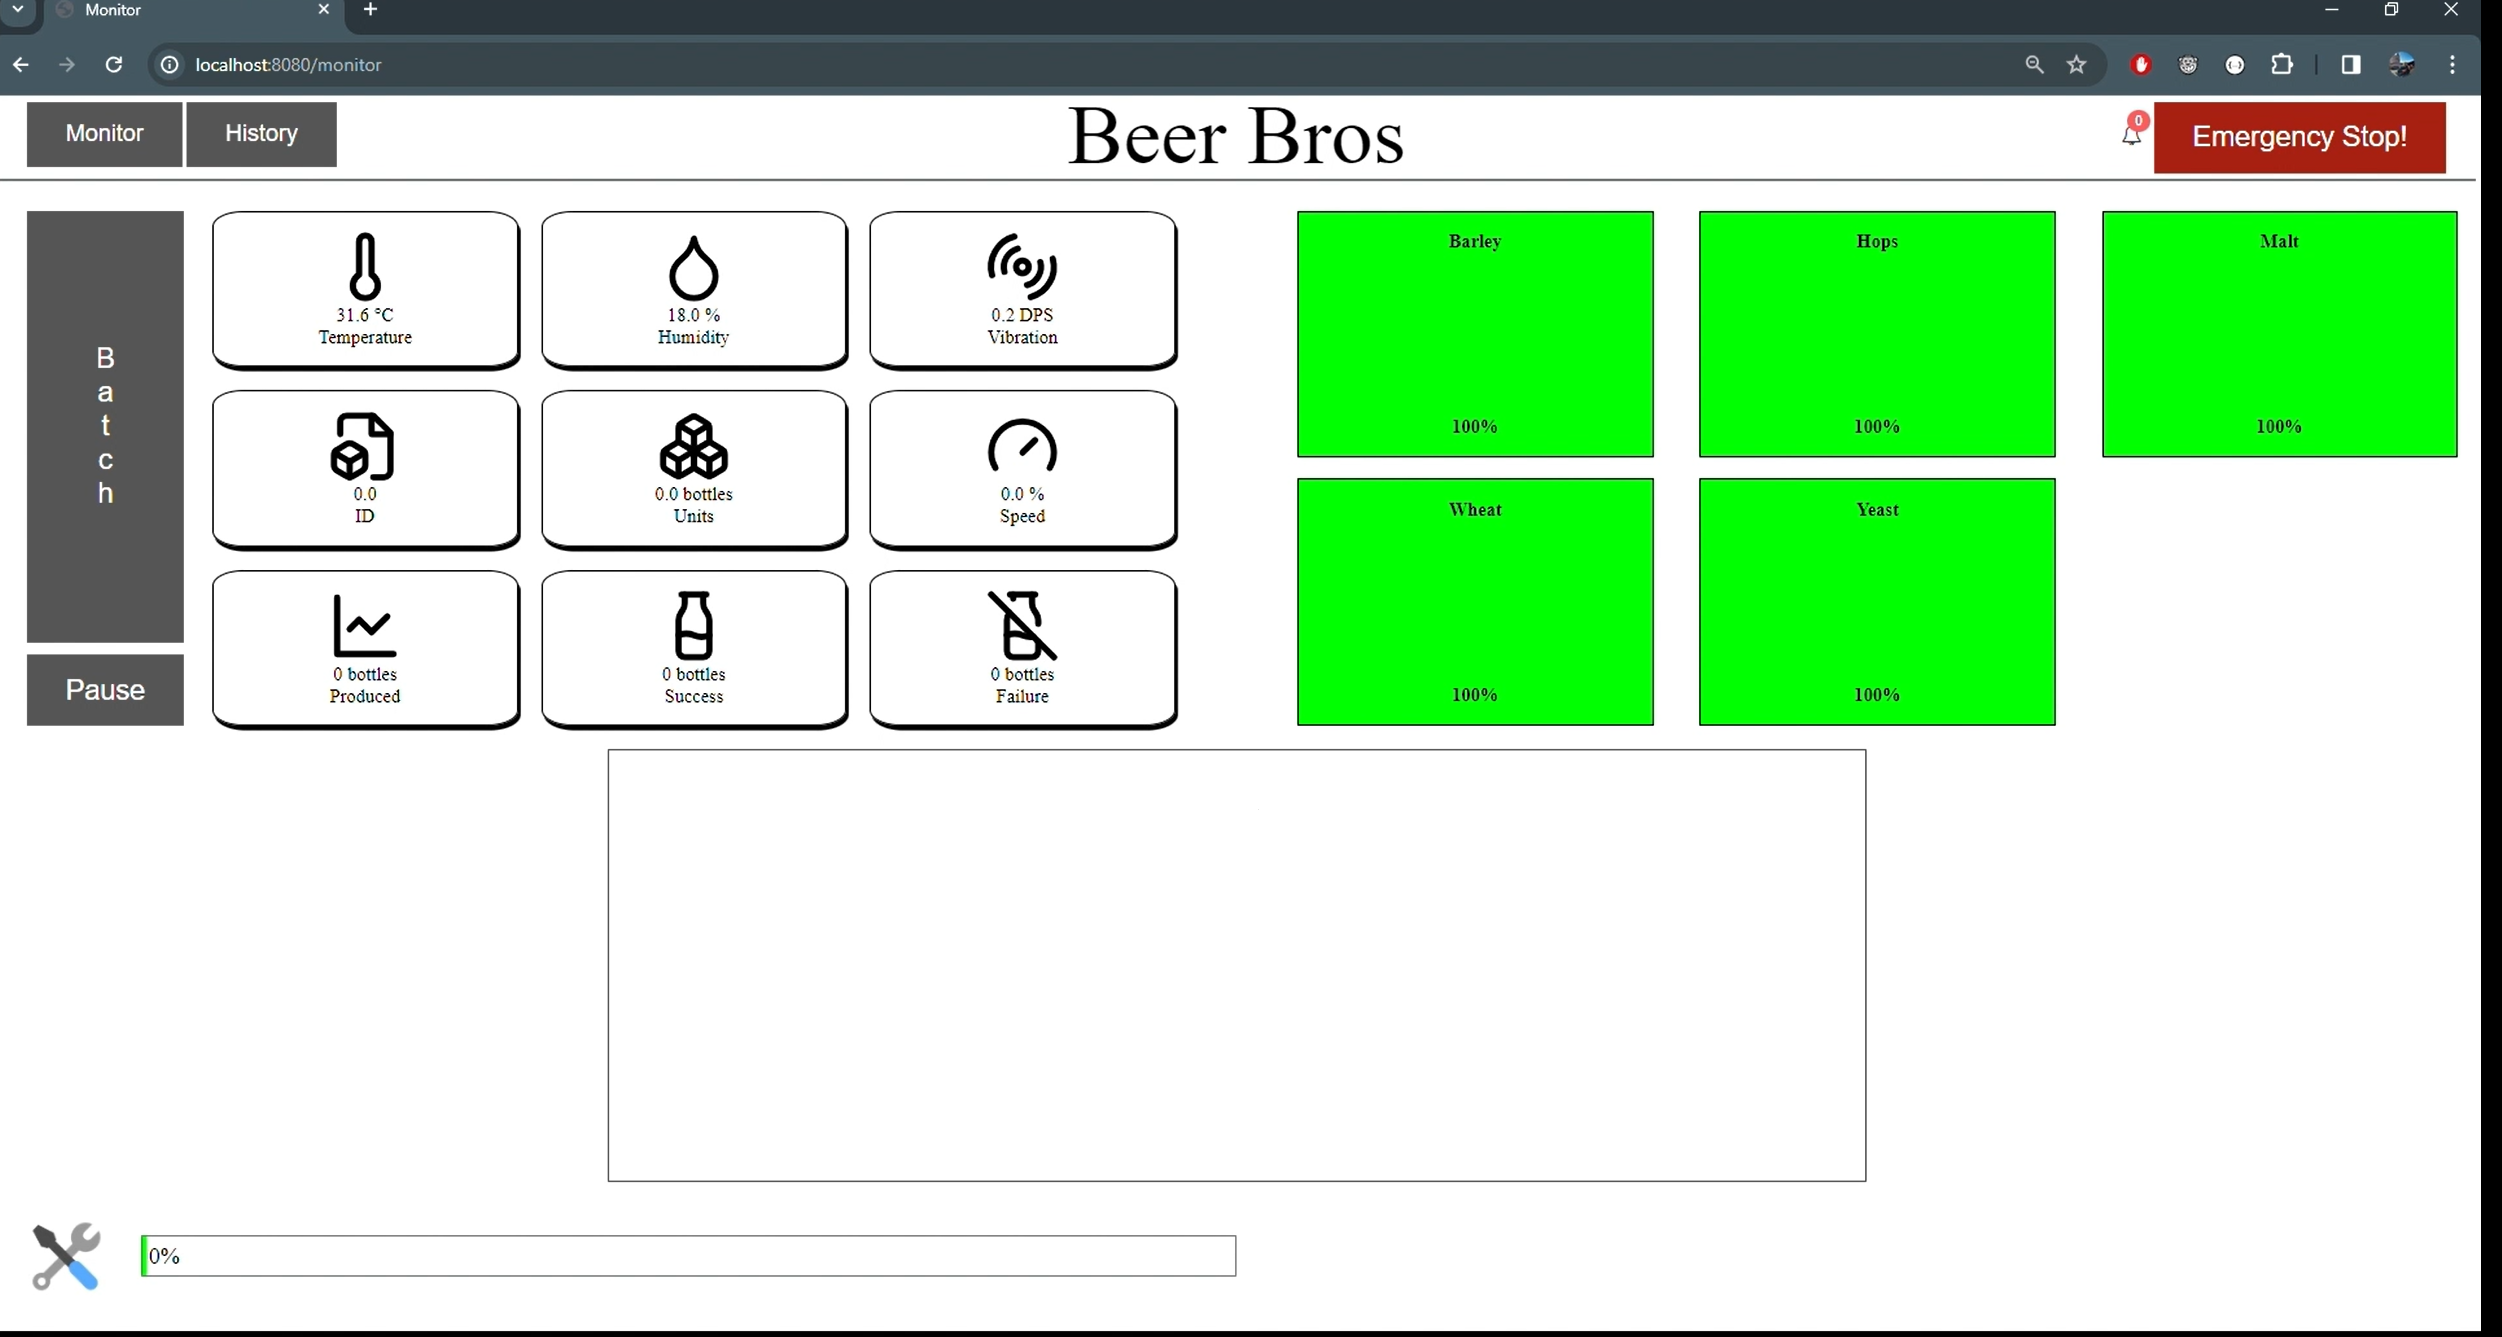 Monitor
localhost:8080/monitor
Monitor
History
Beer Bros
0
Emergency Stop!
Batch
Pause
31.6 °C
Temperature
18.0 %
Humidity
0.2 DPS
Vibration
0.0
ID
0.0 bottles
Units
0.0 %
Speed
0 bottles
Produced
0 bottles
Success
0 bottles
Failure
Barley
100%
Hops
100%
Malt
100%
Wheat
100%
Yeast
100%
0%